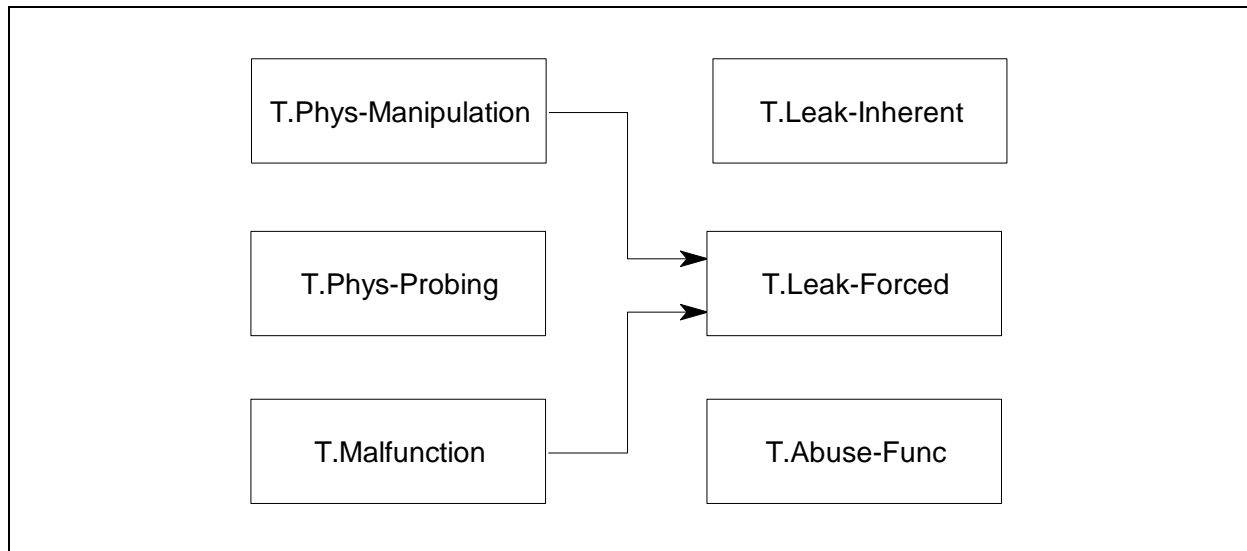 T.Phys-Manipulation
T.Leak-Inherent
T.Phys-Probing
T.Leak-Forced
T.Malfunction
T.Abuse-Func